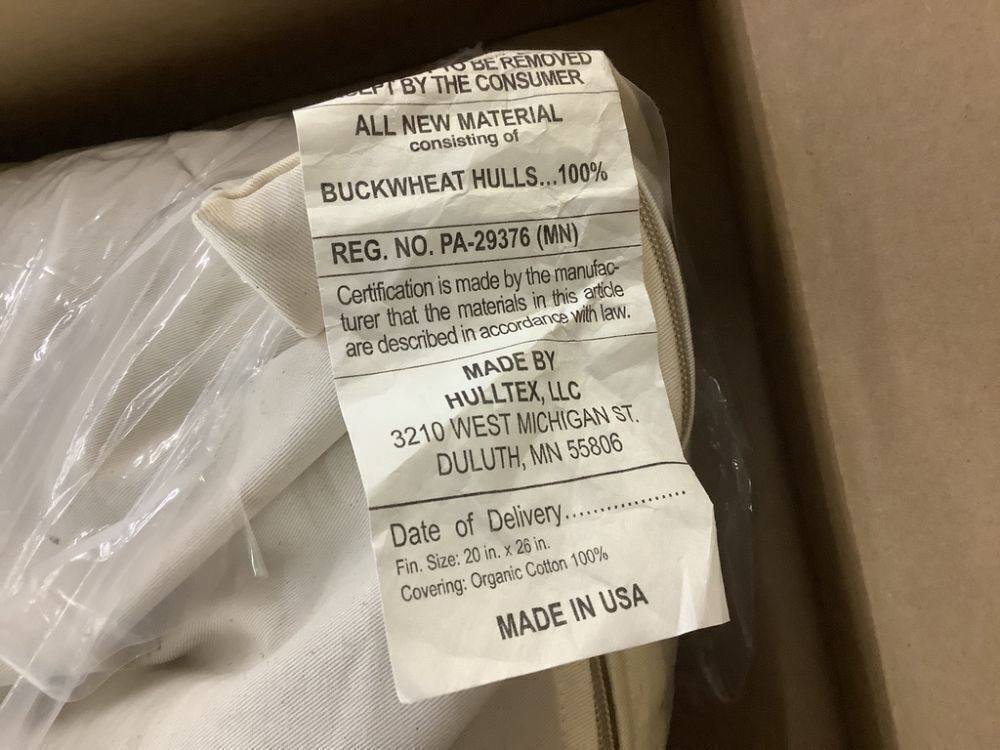 TO BE REMOVED
BY THE CONSUMER
ALL NEW MATERIAL
consisting of
BUCKWHEAT HULLS...100%
REG. NO. PA-29376 (MN)
Certification is made by the manufac-
turer that the materials in this article
are described in accordance with law.
MADE BY
HULLTEX, LLC
3210 WEST MICHIGAN ST.
DULUTH, MN 55806
Date of Delivery..................
Fin. Size: 20 in. x 26 in.
Covering: Organic Cotton 100%
MADE IN USA